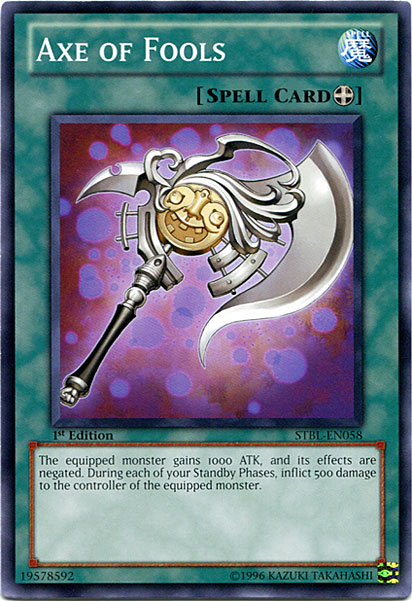 Axe of Fools
魔
[Spell Card]
1st Edition
STBL-EN058
The equipped monster gains 1000 ATK, and its effects are
negated. During each of your Standby Phases, inflict 500 damage
to the controller of the equipped monster.
19578592
©1996 KAZUKI TAKAHASHI